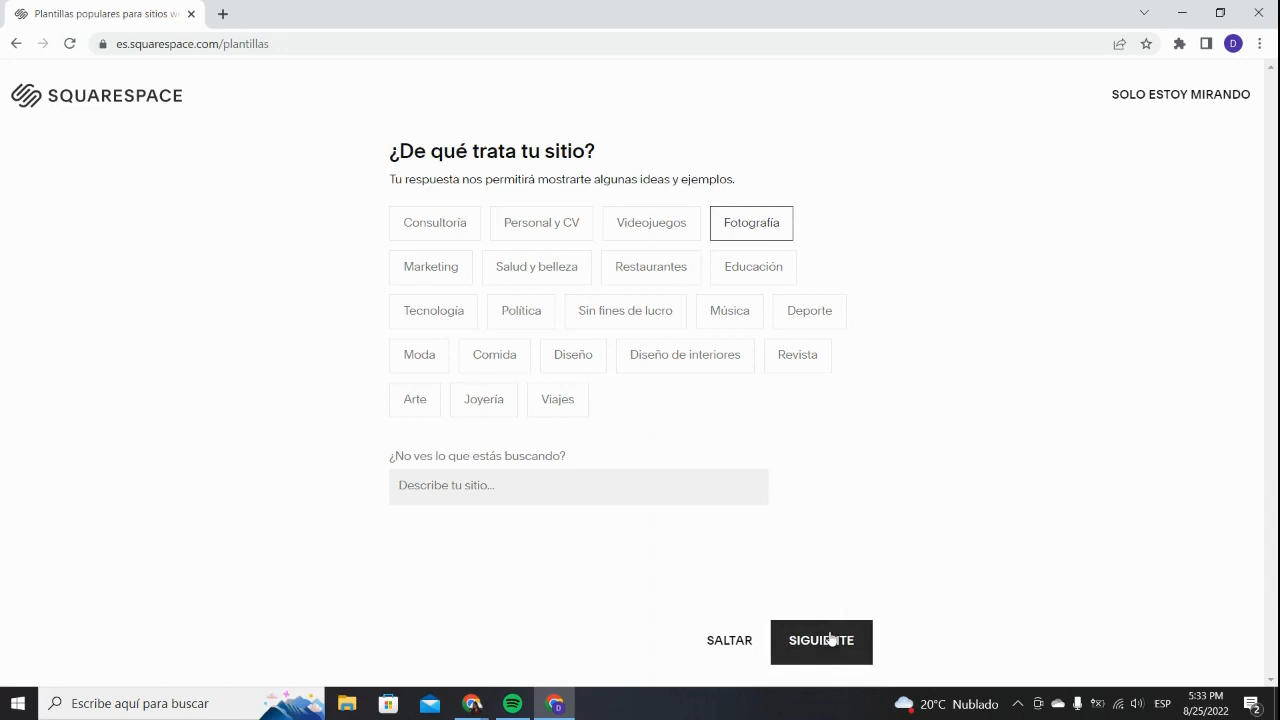 Plantillas populares para sitios w
es.squarespace.com/plantillas
D
SQUARESPACE
SOLO ESTOY MIRANDO
¿De qué trata tu sitio?
Tu respuesta nos permitirá mostrarte algunas ideas y ejemplos.
Consultoría Personal y CV Videojuegos Fotografía
Marketing Salud y belleza Restaurantes Educación
Tecnología Política Sin fines de lucro Música Deporte
Moda Comida Diseño Diseño de interiores Revista
Arte Joyería Viajes
¿No ves lo que estás buscando?
Describe tu sitio...
SALTAR SIGUIENTE
Escribe aquí para buscar
20°C Nublado
ESP
5:33 PM
8/25/2022
2